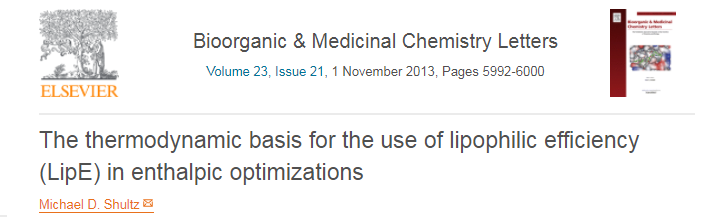 Bioorganic & Medicinal Chemistry Letters
Volume 23, Issue 21, 1 November 2013, Pages 5992-6000
ELSEVIER
The thermodynamic basis for the use of lipophilic efficiency
(LipE) in enthalpic optimizations
Michael D. Shultz